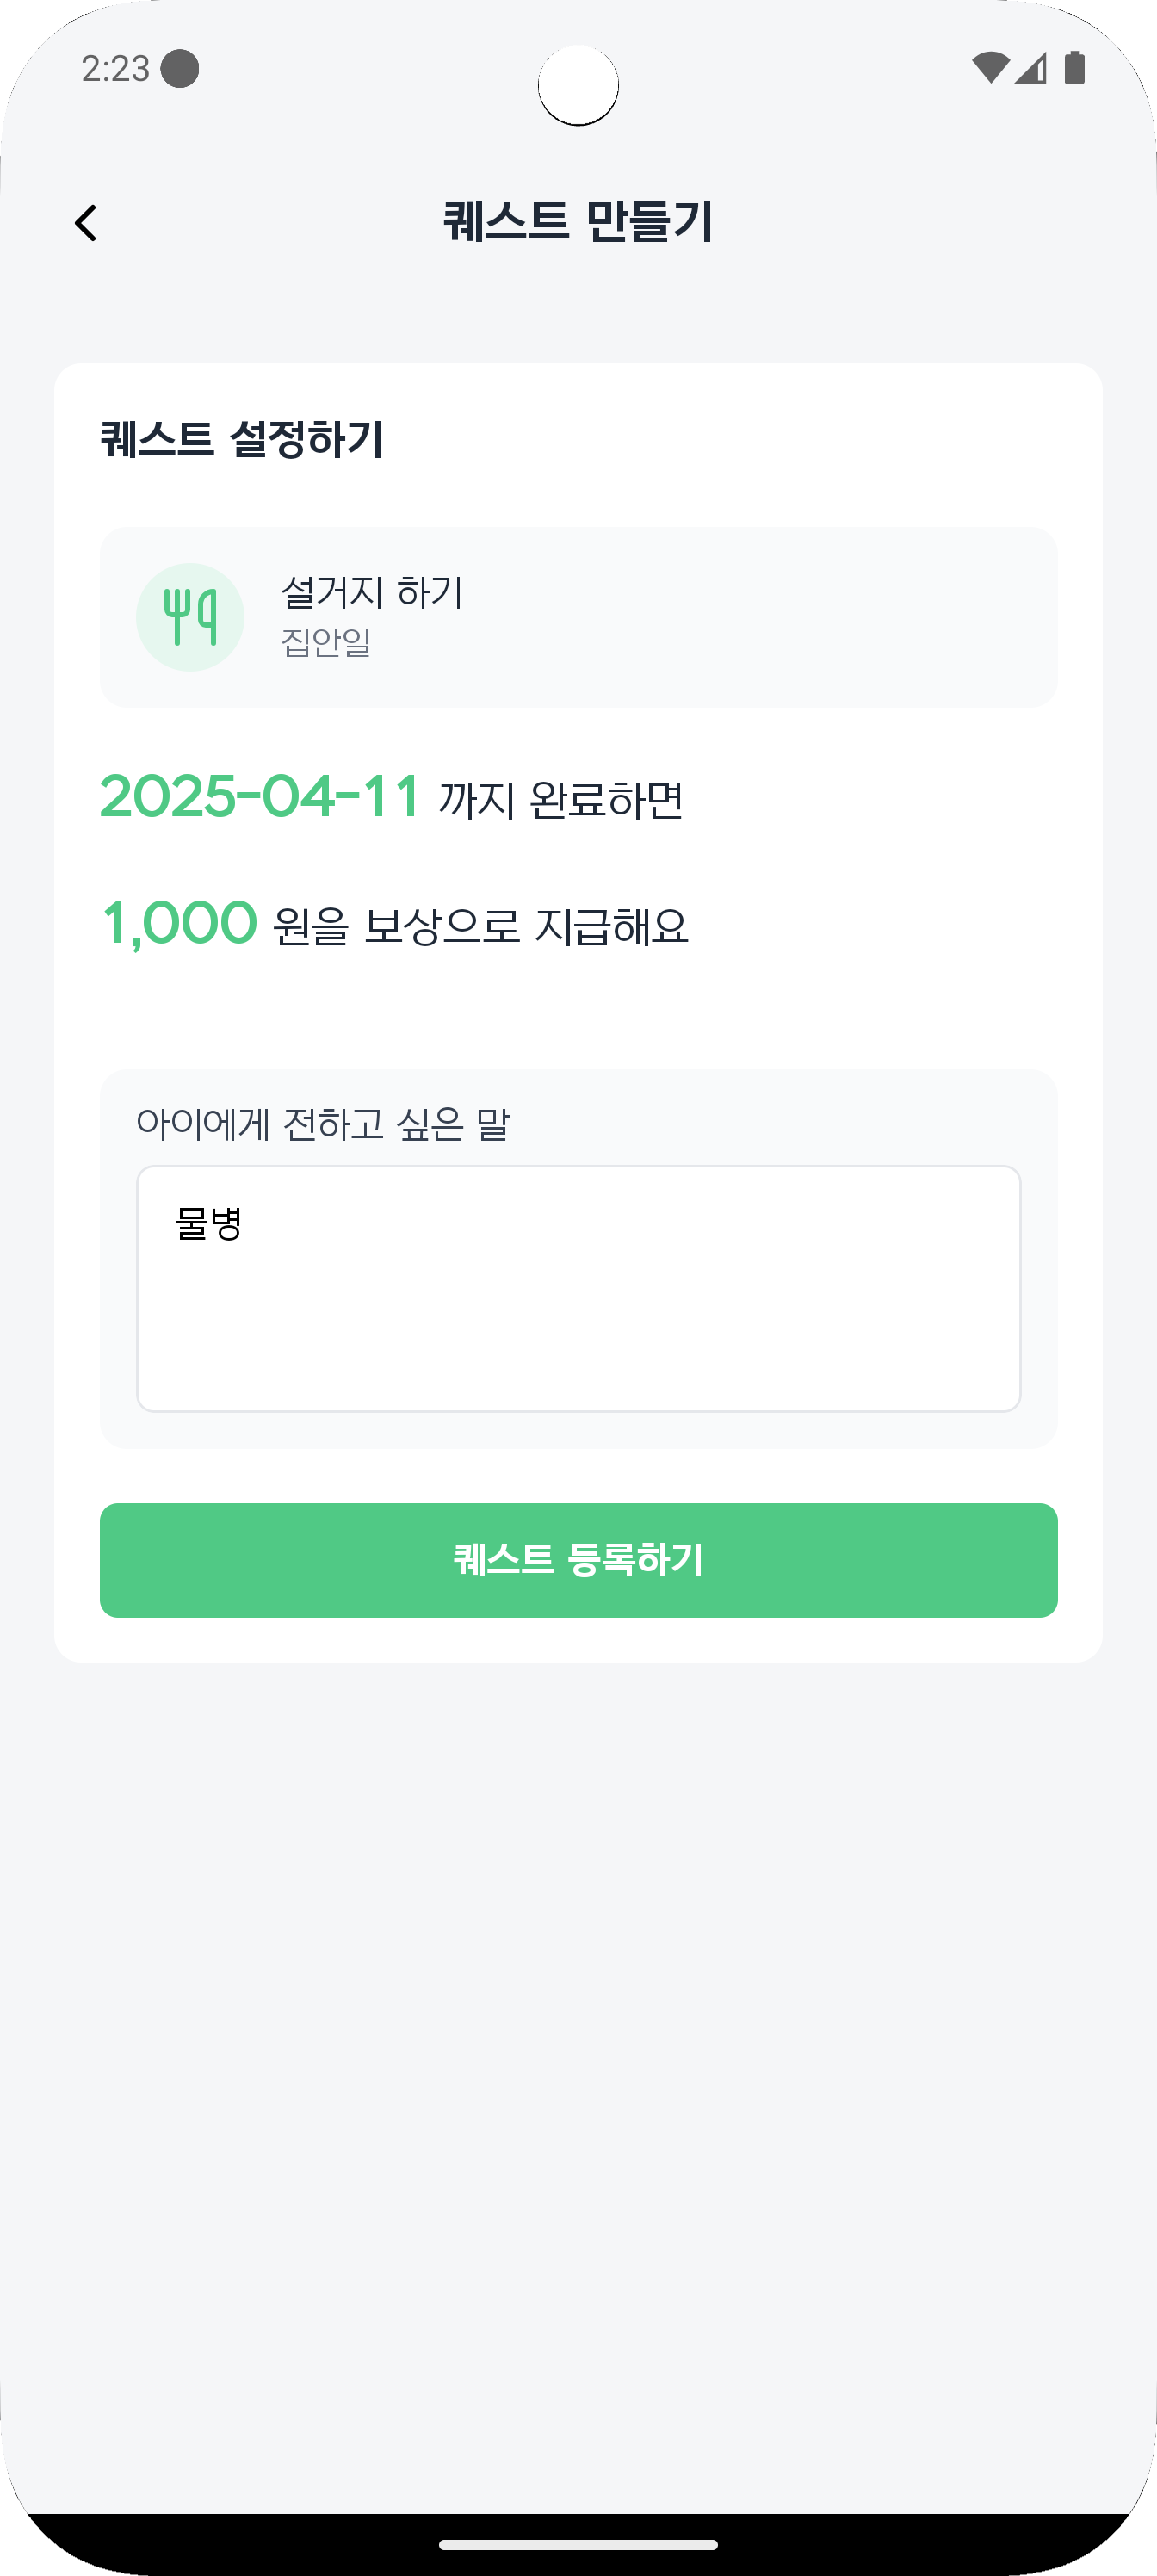 2:23
퀘스트 만들기
퀘스트 설정하기
설거지 하기
집안일
2025-04-11 까지 완료하면
1,000 원을 보상으로 지급해요
아이에게 전하고 싶은 말
물병
퀘스트 등록하기